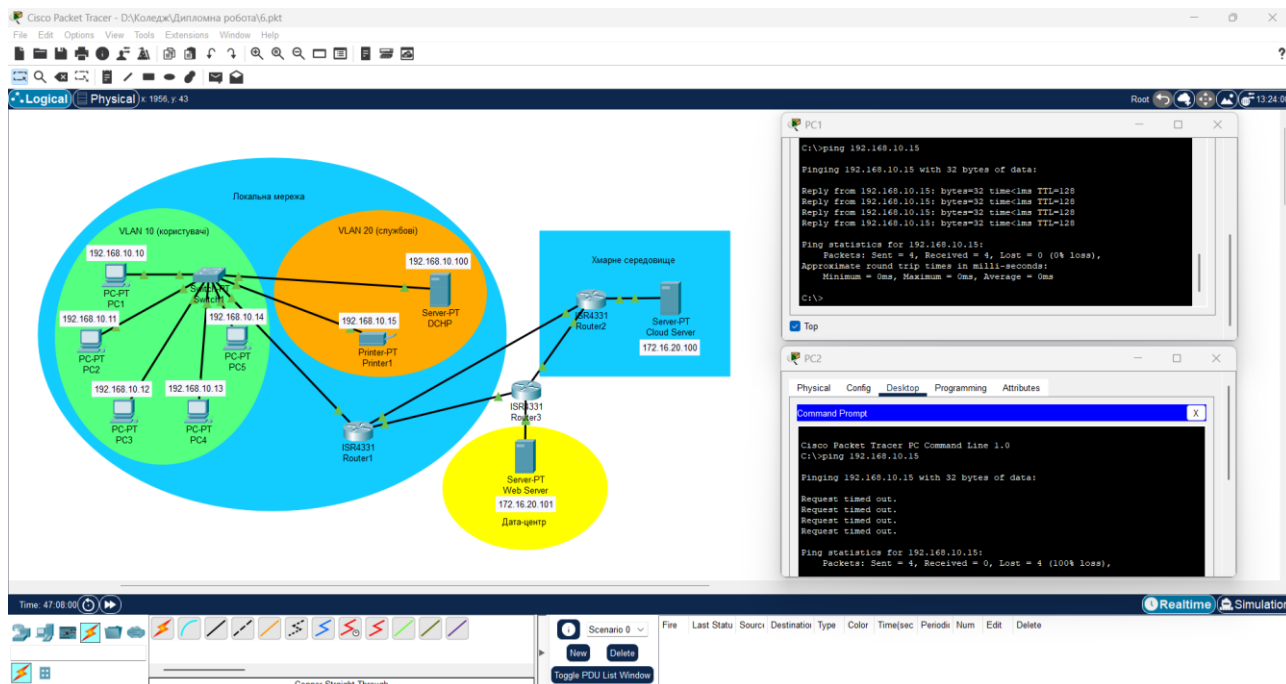 Cisco Packet Tracer - D:\Коледж\Дипломна робота\6.pkt
File Edit Options View Tools Extensions Window Help
?
Logical Physical x: 1956, y: 43
Root 13:24:0
Локальна мережа
VLAN 10 (користувачі)
VLAN 20 (службові)
192.168.10.10
PC-PT
PC1
Switch-PT
Switch1
192.168.10.100
Server-PT
DCHP
192.168.10.11
PC-PT
PC2
192.168.10.14
PC-PT
PC5
192.168.10.15
Printer-PT
Printer1
192.168.10.12
PC-PT
PC3
192.168.10.13
PC-PT
PC4
ISR4331
Router1
Хмарне середовище
ISR4331
Router2
Server-PT
Cloud Server
172.16.20.100
ISR4331
Router3
Server-PT
Web Server
172.16.20.101
Дата-центр
PC1
C:\>ping 192.168.10.15
Pinging 192.168.10.15 with 32 bytes of data:
Reply from 192.168.10.15: bytes=32 time<1ms TTL=128
Reply from 192.168.10.15: bytes=32 time<1ms TTL=128
Reply from 192.168.10.15: bytes=32 time<1ms TTL=128
Reply from 192.168.10.15: bytes=32 time<1ms TTL=128
Ping statistics for 192.168.10.15:
Packets: Sent = 4, Received = 4, Lost = 0 (0% loss),
Approximate round trip times in milli-seconds:
Minimum = 0ms, Maximum = 0ms, Average = 0ms
C:\>
Top
PC2
Physical Config Desktop Programming Attributes
Command Prompt X
Cisco Packet Tracer PC Command Line 1.0
C:\>ping 192.168.10.15
Pinging 192.168.10.15 with 32 bytes of data:
Request timed out.
Request timed out.
Request timed out.
Request timed out.
Ping statistics for 192.168.10.15:
Packets: Sent = 4, Received = 0, Lost = 4 (100% loss),
Time: 47:08:00
Realtime Simulation
Scenario 0
New Delete
Toggle PDU List Window
Fire Last Statu Source Destination Type Color Time(sec Periodic Num Edit Delete
Copper Straight-Through